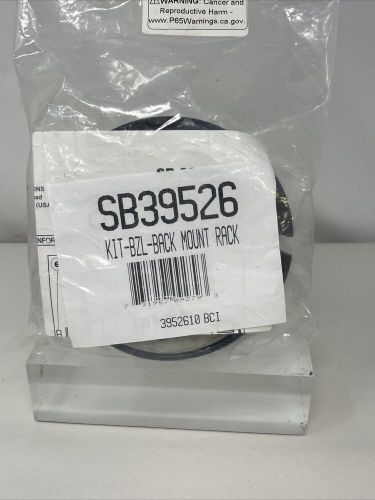 WARNING: Cancer and
Reproductive Harm -
www.P65Warnings.ca.gov.
SB39526
KIT-BZL-BACK MOUNT RACK
3952610 BCI